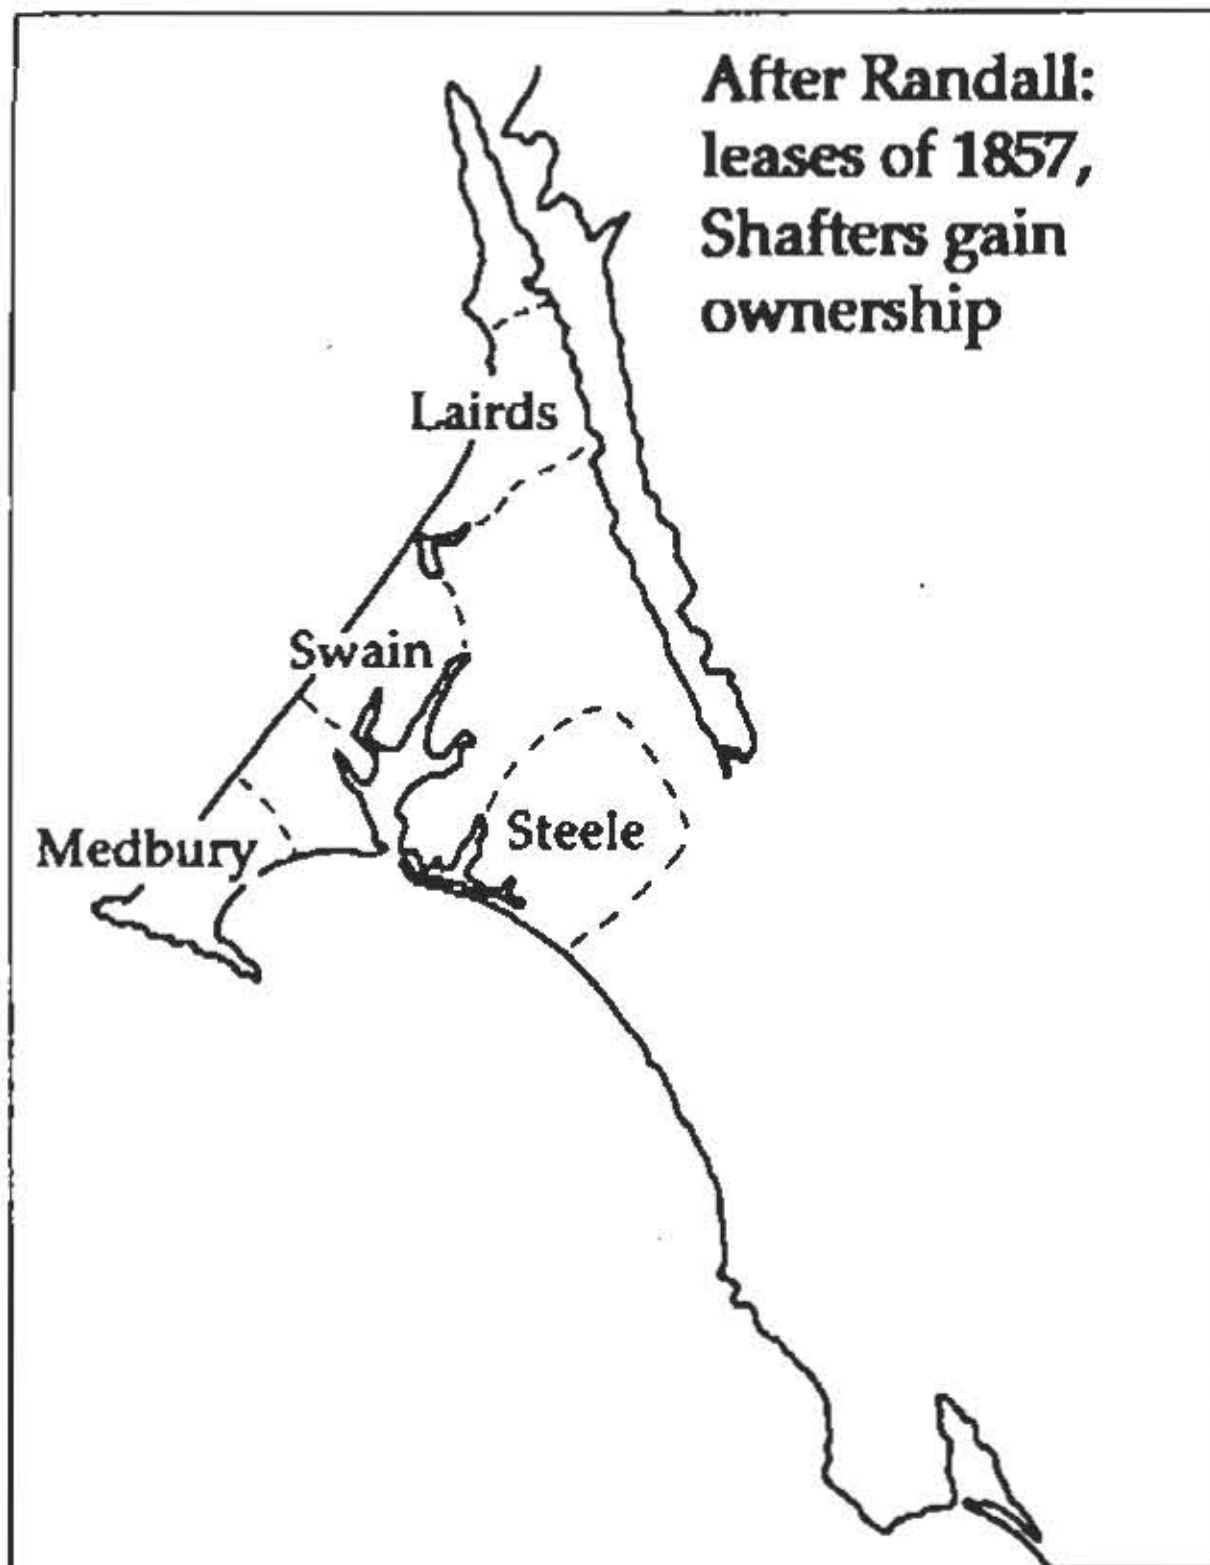 After Randall:
leases of 1857,
Shafters gain
ownership
Lairds
Swain
Steele
Medbury